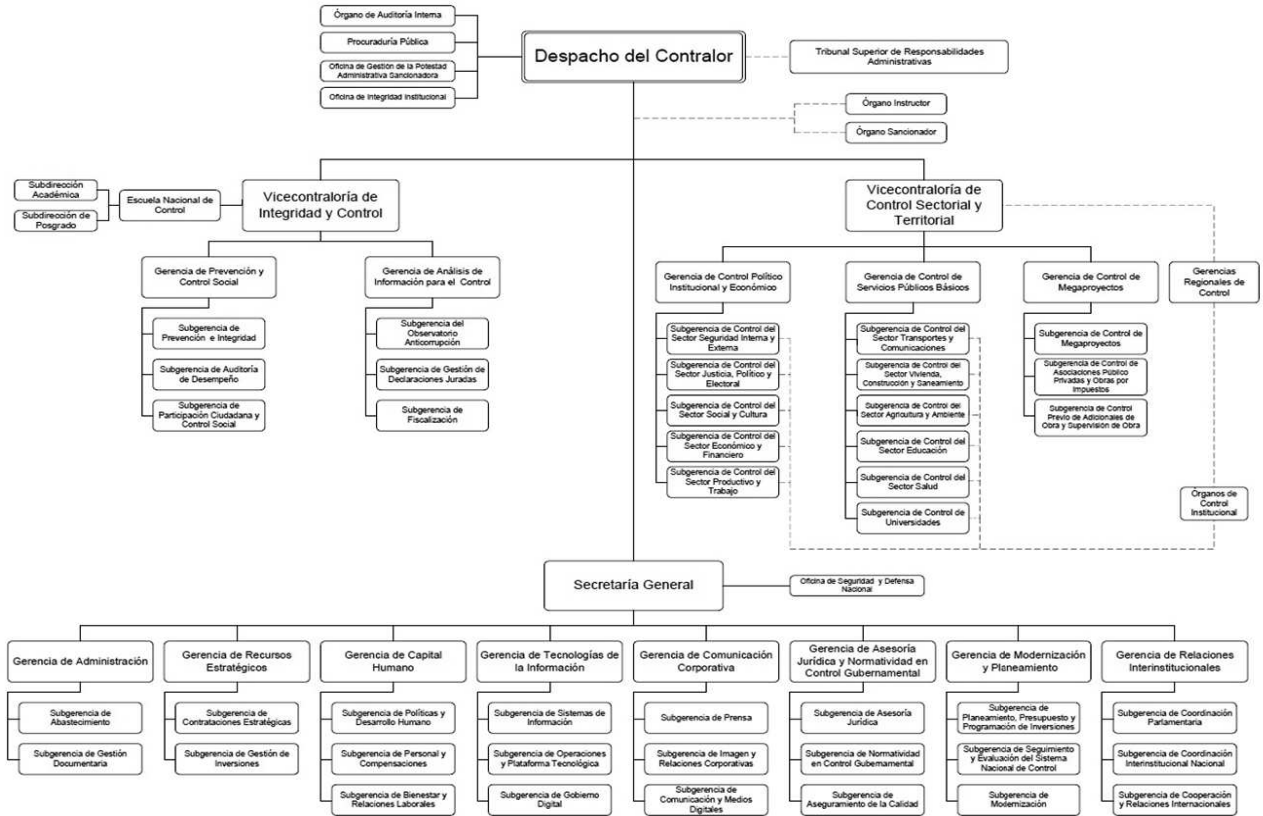 Órgano de Auditoría Interna
Procuraduría Pública
Oficina de Gestión de la Potestad
Administrativa Sancionadora
Oficina de Integridad Institucional
Despacho del Contralor
Tribunal Superior de Responsabilidades
Administrativas
Órgano Instructor
Órgano Sancionador
Subdirección
Académica
Subdirección de
Posgrado
Escuela Nacional de
Control
Vicecontraloría de
Integridad y Control
Vicecontraloría de
Control Sectorial y
Territorial
Gerencia de Prevención y
Control Social
Subgerencia de
Prevención e Integridad
Subgerencia de Auditoría
de Desempeño
Subgerencia de
Participación Ciudadana y
Control Social
Gerencia de Análisis de
Información para el Control
Subgerencia del
Observatorio
Anticorrupción
Subgerencia de Gestión de
Declaraciones Juradas
Subgerencia de
Fiscalización
Gerencia de Control Político
Institucional y Económico
Subgerencia de Control del
Sector Seguridad Interna y
Externa
Subgerencia de Control del
Sector Justicia, Político y
Electoral
Subgerencia de Control del
Sector Social y Cultura
Subgerencia de Control del
Sector Económico y
Financiero
Subgerencia de Control del
Sector Productivo y
Trabajo
Gerencia de Control de
Servicios Públicos Básicos
Subgerencia de Control del
Sector Transportes y
Comunicaciones
Subgerencia de Control del
Sector Vivienda,
Construcción y Saneamiento
Subgerencia de Control del
Sector Agricultura y Ambiente
Subgerencia de Control del
Sector Educación
Subgerencia de Control del
Sector Salud
Subgerencia de Control de
Universidades
Gerencia de Control de
Megaproyectos
Subgerencia de Control de
Megaproyectos
Subgerencia de Control de
Asociaciones Público
Privadas y Obras por
Impuestos
Subgerencia de Control
Previo de Adicionales de
Obra y Supervisión de Obra
Gerencias
Regionales de
Control
Órganos de
Control
Institucional
Secretaría General
Oficina de Seguridad y Defensa
Nacional
Gerencia de Administración
Subgerencia de
Abastecimiento
Subgerencia de Gestión
Documentaria
Gerencia de Recursos
Estratégicos
Subgerencia de
Contrataciones Estratégicas
Subgerencia de Gestión de
Inversiones
Gerencia de Capital
Humano
Subgerencia de Políticas y
Desarrollo Humano
Subgerencia de Personal y
Compensaciones
Subgerencia de Bienestar y
Relaciones Laborales
Gerencia de Tecnologías de
la Información
Subgerencia de Sistemas de
Información
Subgerencia de Operaciones
y Plataforma Tecnológica
Subgerencia de Gobierno
Digital
Gerencia de Comunicación
Corporativa
Subgerencia de Prensa
Subgerencia de Imagen y
Relaciones Corporativas
Subgerencia de
Comunicación y Medios
Digitales
Gerencia de Asesoría
Jurídica y Normatividad en
Control Gubernamental
Subgerencia de Asesoría
Jurídica
Subgerencia de Normatividad
en Control Gubernamental
Subgerencia de
Aseguramiento de la Calidad
Gerencia de Modernización
y Planeamiento
Subgerencia de
Planeamiento, Presupuesto y
Programación de Inversiones
Subgerencia de Seguimiento
y Evaluación del Sistema
Nacional de Control
Subgerencia de
Modernización
Gerencia de Relaciones
Interinstitucionales
Subgerencia de Coordinación
Parlamentaria
Subgerencia de Coordinación
Interinstitucional Nacional
Subgerencia de Cooperación
y Relaciones Internacionales